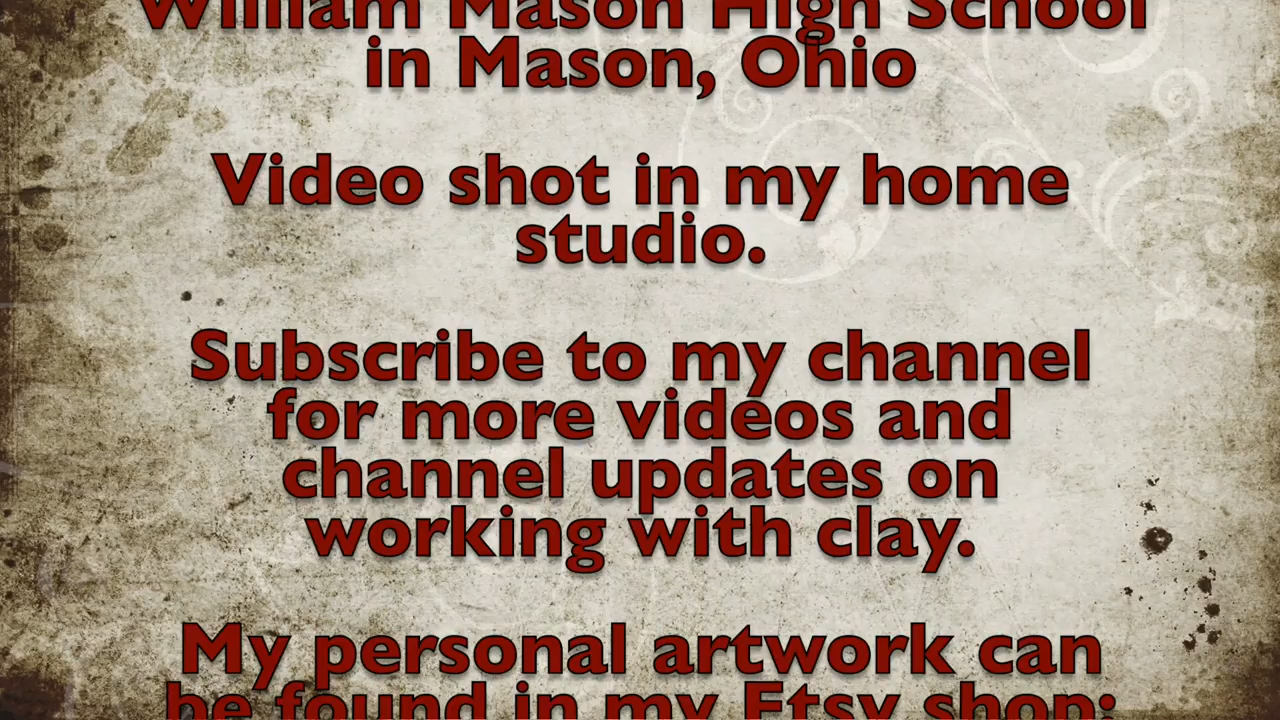 William Mason High School
in Mason, Ohio
Video shot in my home
studio.
Subscribe to my channel
for more videos and
channel updates on
working with clay.
My personal artwork can
be found in my Etsy shop: